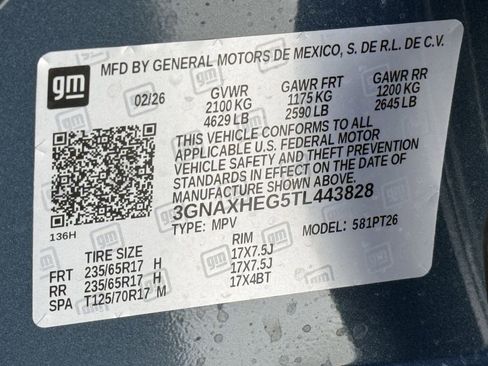 gm
MFD BY GENERAL MOTORS DE MEXICO, S. DE R.L. DE C.V.
02/26 GVWR GAWR FRT GAWR RR
2100 KG 1175 KG 1200 KG
4629 LB 2590 LB 2645 LB
THIS VEHICLE CONFORMS TO ALL
APPLICABLE U.S. FEDERAL MOTOR
VEHICLE SAFETY AND THEFT PREVENTION
STANDARDS IN EFFECT ON THE DATE OF
MANUFACTURE SHOWN ABOVE.
3GNAXHEG5TL443828
136H TYPE: MPV MODEL: 581PT26
TIRE SIZE RIM
FRT 235/65R17 H 17X7.5J
RR 235/65R17 H 17X7.5J
SPA T125/70R17 M 17X4BT